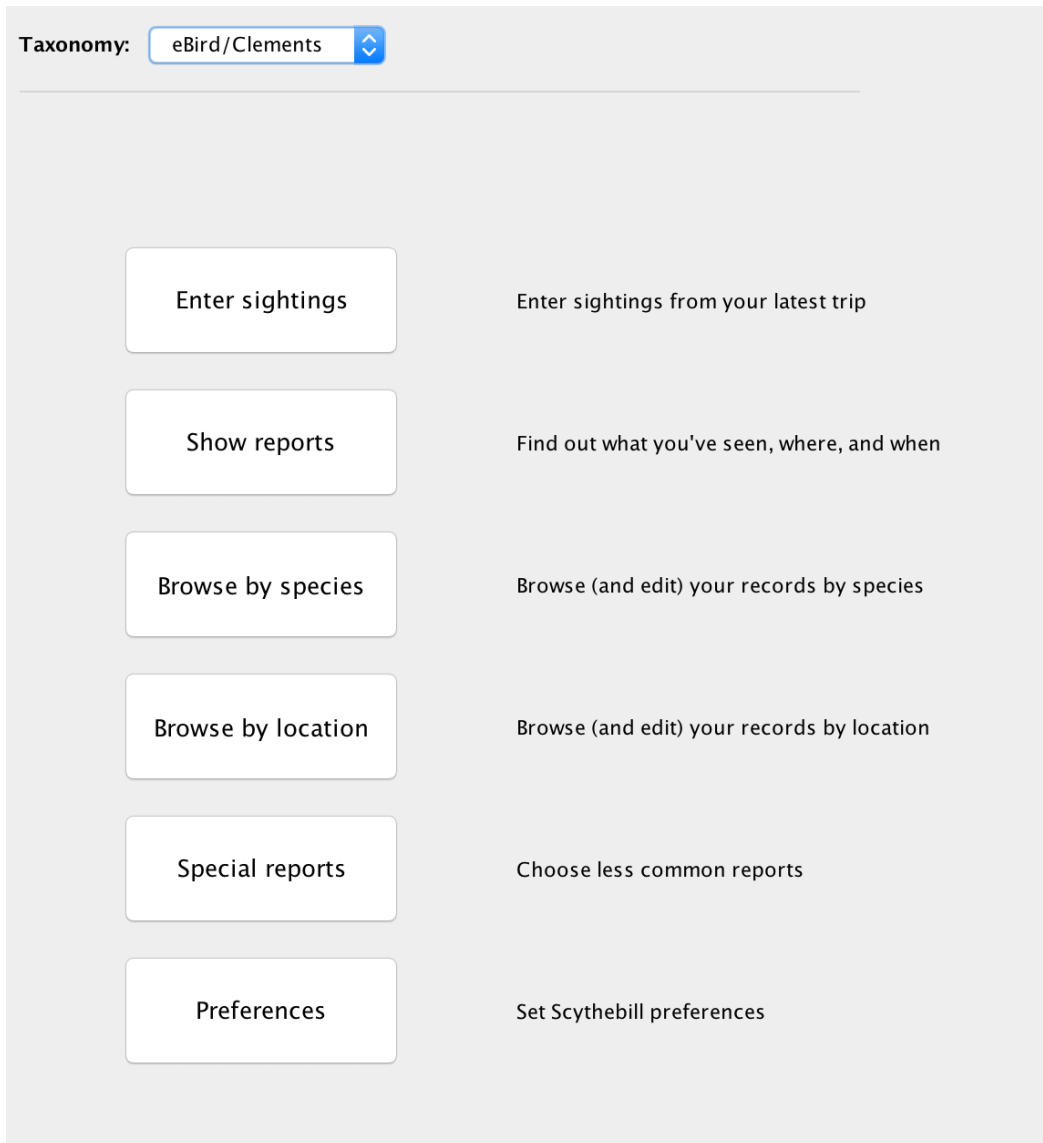 Taxonomy: eBird/Clements
Enter sightings Enter sightings from your latest trip
Show reports Find out what you've seen, where, and when
Browse by species Browse (and edit) your records by species
Browse by location Browse (and edit) your records by location
Special reports Choose less common reports
Preferences Set Scythebill preferences